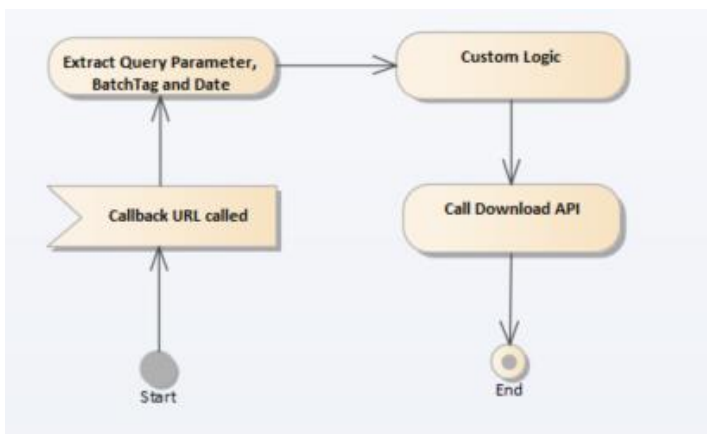 Extract Query Parameter,
BatchTag and Date
Custom Logic
Callback URL called
Call Download API
Start
End